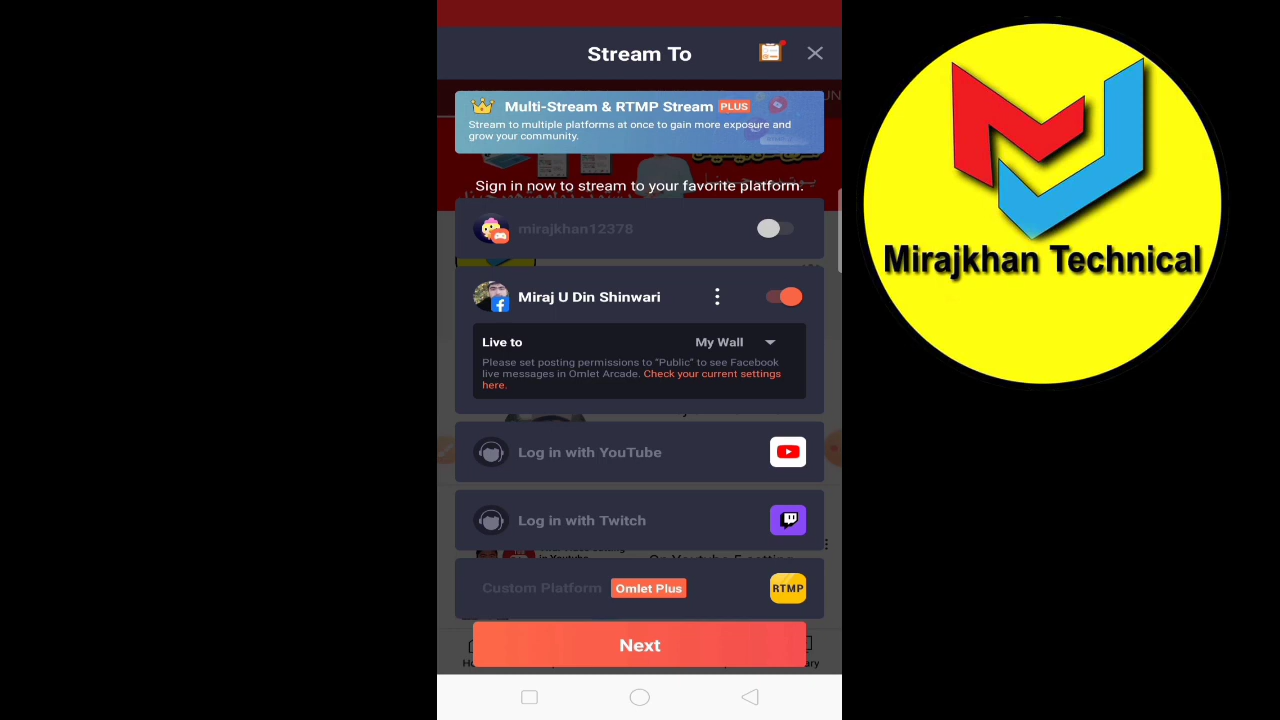 Stream To
Multi-Stream & RTMP Stream PLUS
Stream to multiple platforms at once to gain more exposure and
grow your community.
Sign in now to stream to your favorite platform.
mirajkhan12378
Miraj U Din Shinwari
Live to My Wall
Please set posting permissions to "Public" to see Facebook
live messages in Omlet Arcade. Check your current settings
here.
Log in with YouTube
Log in with Twitch
Custom Platform Omlet Plus RTMP
Next
Mirajkhan Technical